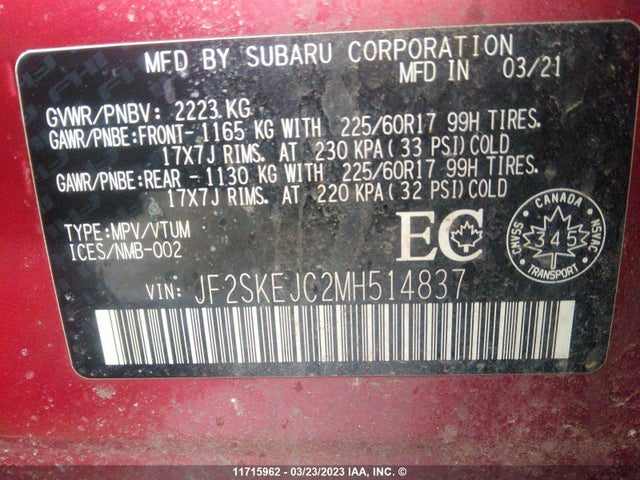 MFD BY SUBARU CORPORATION
MFD IN 03/21
GVWR/PNBV: 2223 KG
GAWR/PNBE:FRONT- 1165 KG WITH 225/60R17 99H TIRES.
17X7J RIMS. AT 230 KPA (33 PSI) COLD
GAWR/PNBE:REAR - 1130 KG WITH 225/60R17 99H TIRES.
17X7J RIMS. AT 220 KPA (32 PSI) COLD
TYPE:MPV/VTUM
ICES/NMB-002
EC
CANADA
CMVSS
345
NSVAC
TRANSPORT
VIN: JF2SKEJC2MH514837
11715962 - 03/23/2023 IAA, INC. ©